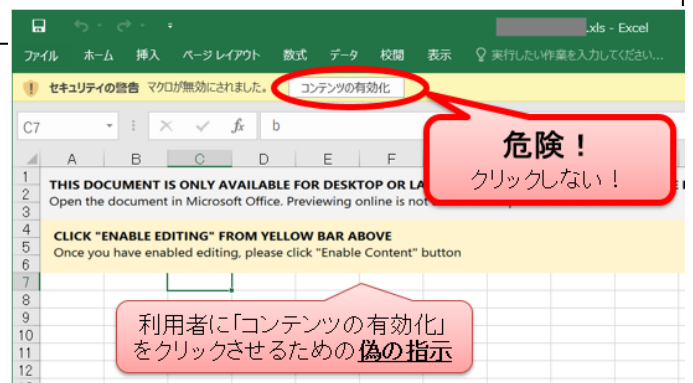 .xls - Excel
ファイル ホーム 挿入 ページ レイアウト 数式 データ 校閲 表示 実行したい作業を入力してください...
セキュリティの警告 マクロが無効にされました。 コンテンツの有効化
C7 fx b
危険！
クリックしない！
A B C D E F
1
THIS DOCUMENT IS ONLY AVAILABLE FOR DESKTOP OR LA
2
Open the document in Microsoft Office. Previewing online is not
3
4
CLICK "ENABLE EDITING" FROM YELLOW BAR ABOVE
5
Once you have enabled editing, please click "Enable Content" button
6
7
8
9
10
11
12
利用者に「コンテンツの有効化」
をクリックさせるための偽の指示